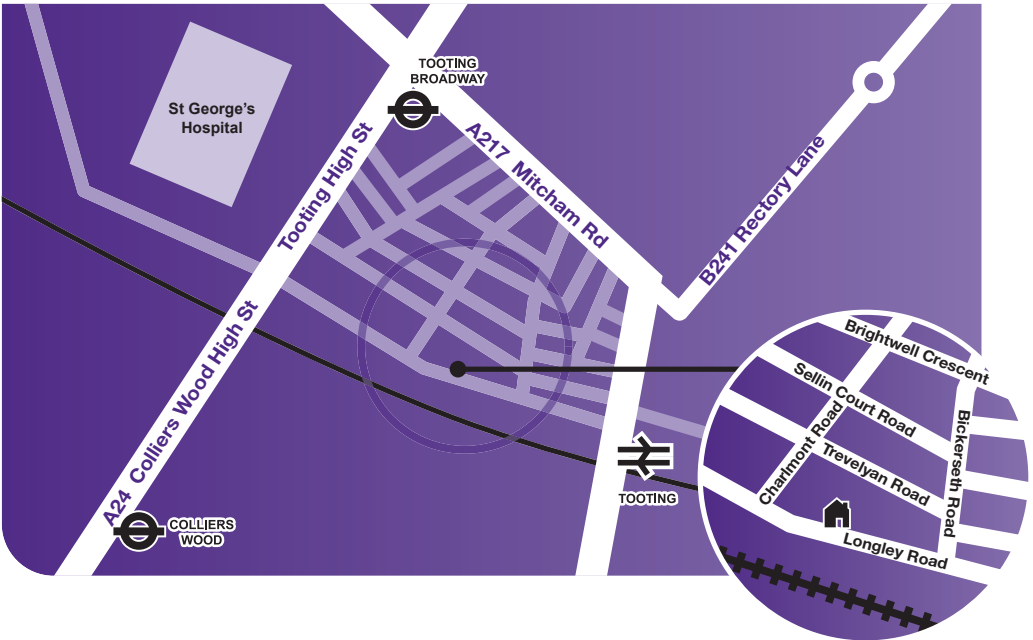 TOOTING
BROADWAY
St George's
Hospital
A217 Mitcham Rd
Tooting High St
B241 Rectory Lane
A24 Colliers Wood High St
COLLIERS
WOOD
TOOTING
Brightwell Crescent
Sellin Court Road
Charlmont Road
Bickerseth Road
Trevelyan Road
Longley Road